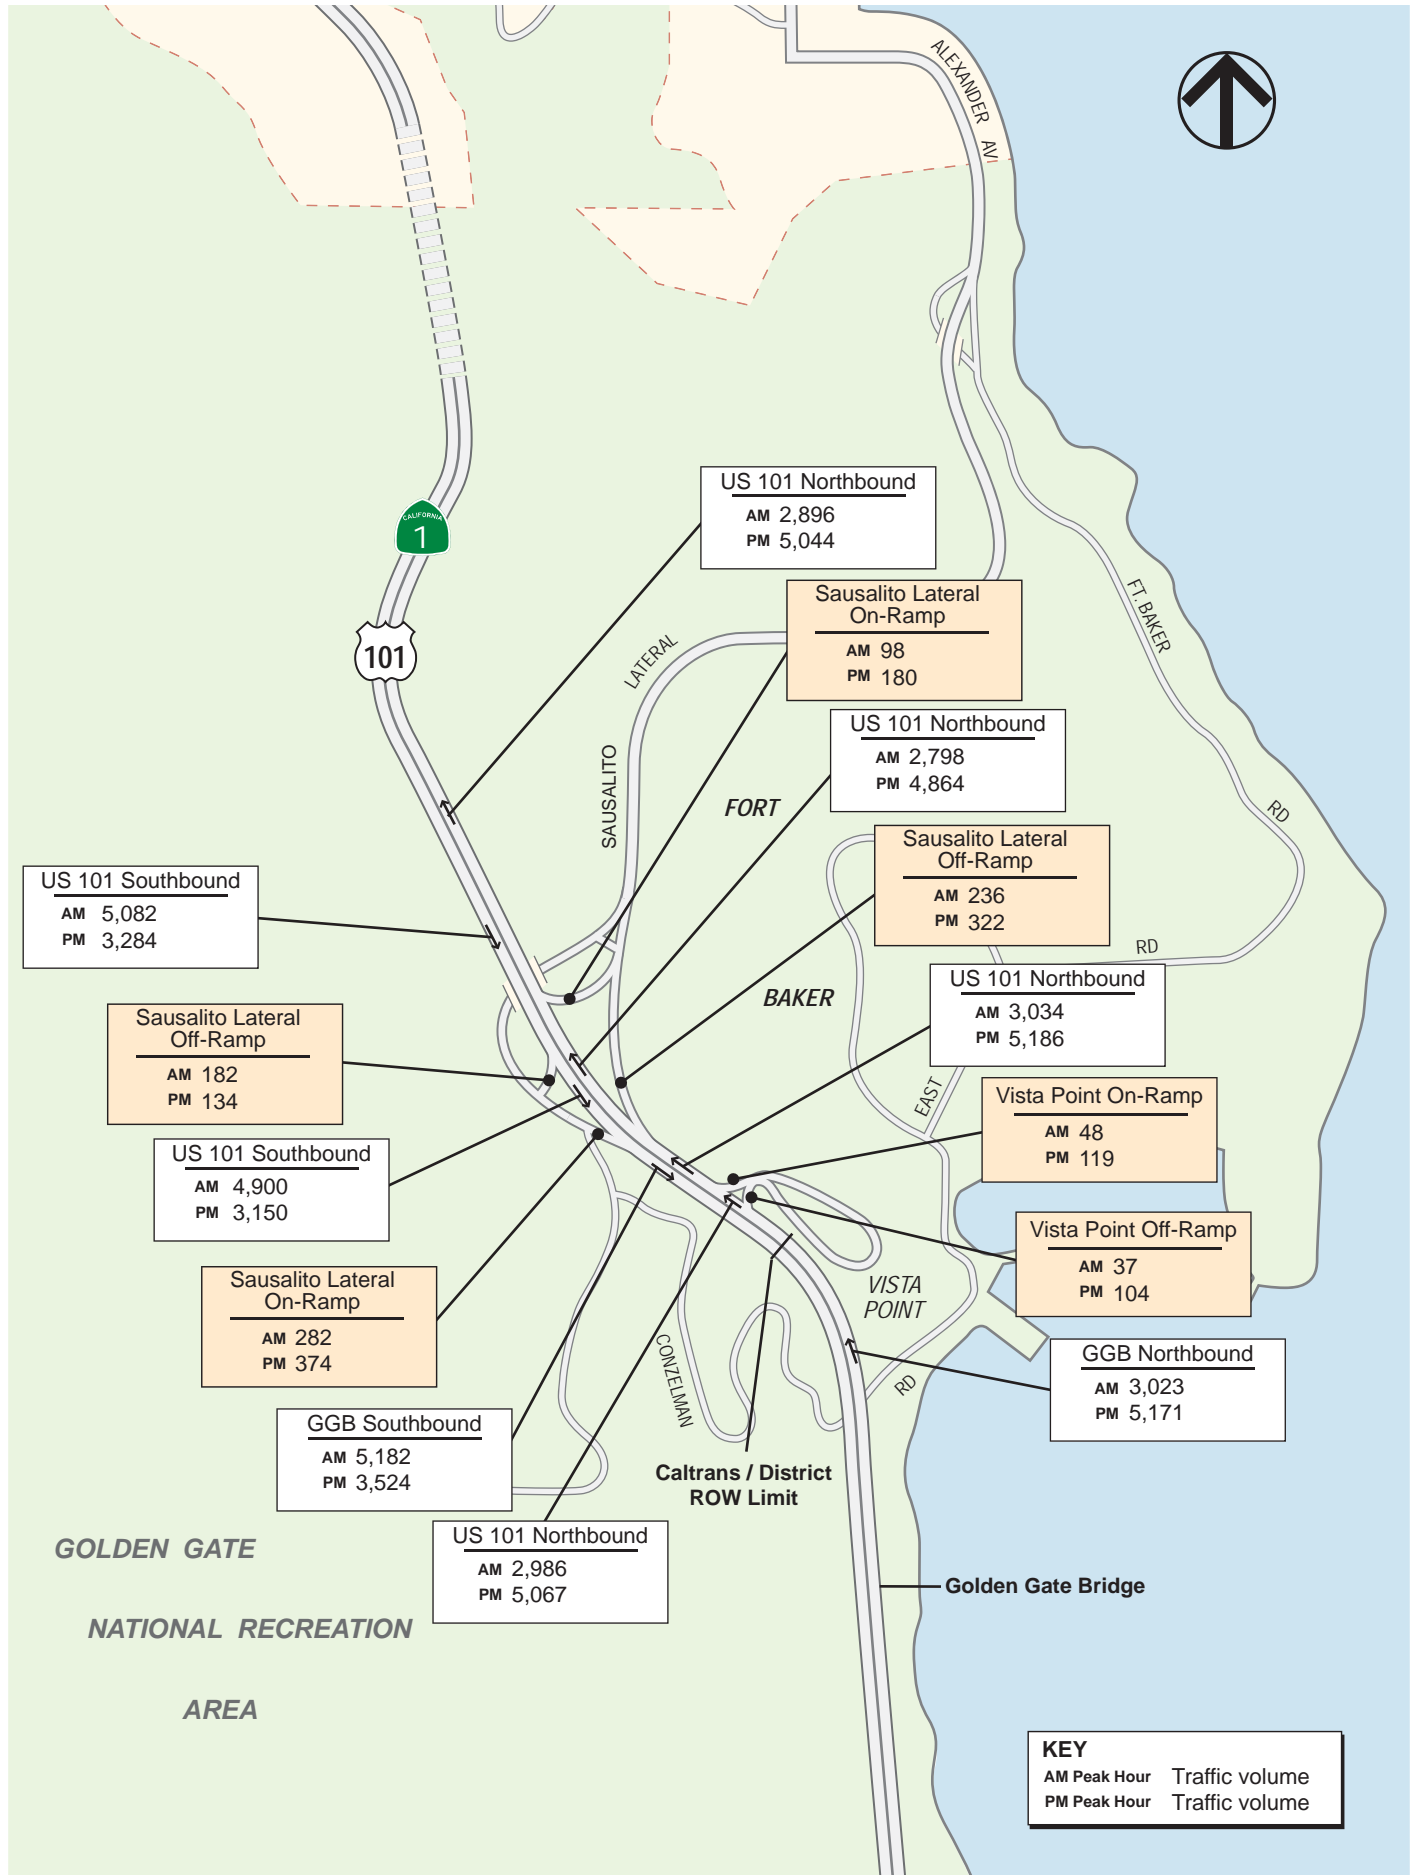 ALEXANDER AV
US 101 Northbound
AM 2,896
PM 5,044
CALIFORNIA
1
Sausalito Lateral
On-Ramp
AM 98
PM 180
FT. BAKER
101
LATERAL
US 101 Northbound
AM 2,798
PM 4,864
SAUSALITO
FORT
RD
Sausalito Lateral
Off-Ramp
AM 236
PM 322
US 101 Southbound
AM 5,082
PM 3,284
RD
BAKER
US 101 Northbound
AM 3,034
PM 5,186
Sausalito Lateral
Off-Ramp
AM 182
PM 134
EAST
Vista Point On-Ramp
AM 48
PM 119
US 101 Southbound
AM 4,900
PM 3,150
Vista Point Off-Ramp
AM 37
PM 104
Sausalito Lateral
On-Ramp
AM 282
PM 374
VISTA
POINT
CONZELMAN
RD
GGB Northbound
AM 3,023
PM 5,171
GGB Southbound
AM 5,182
PM 3,524
Caltrans / District
ROW Limit
US 101 Northbound
AM 2,986
PM 5,067
GOLDEN GATE
NATIONAL RECREATION
AREA
Golden Gate Bridge
KEY
AM Peak Hour Traffic volume
PM Peak Hour Traffic volume